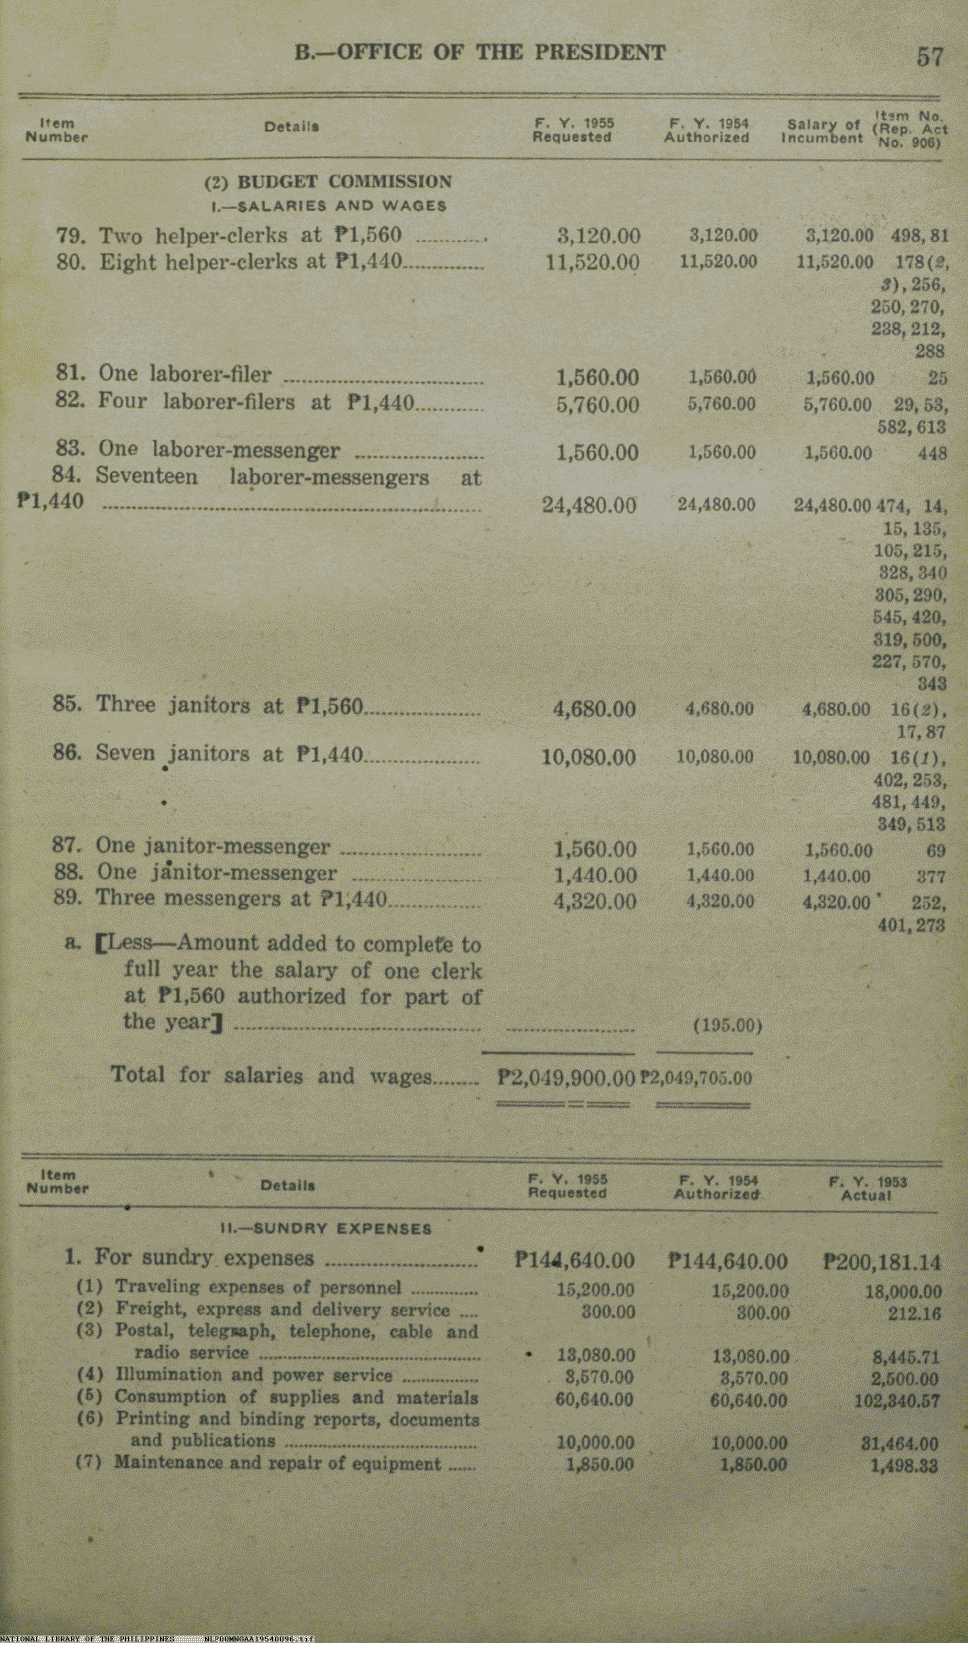 B.—OFFICE OF THE PRESIDENT 57
Item Number Details F. Y. 1955 Requested F. Y. 1954 Authorized Salary of Incumbent Item No. (Rep. Act No. 906)
(2) BUDGET COMMISSION
I.—SALARIES AND WAGES
79. Two helper-clerks at ₱1,560 ............ 3,120.00 3,120.00 3,120.00 498, 81
80. Eight helper-clerks at ₱1,440.............. 11,520.00 11,520.00 11,520.00 178(2,
3), 256,
250, 270,
238, 212,
288
81. One laborer-filer ................................. 1,560.00 1,560.00 1,560.00 25
82. Four laborer-filers at ₱1,440............ 5,760.00 5,760.00 5,760.00 29, 53,
582, 613
83. One laborer-messenger ...................... 1,560.00 1,560.00 1,560.00 448
84. Seventeen laborer-messengers at
₱1,440 ................................................................ 24,480.00 24,480.00 24,480.00 474, 14,
15, 135,
105, 215,
328, 340
305, 290,
545, 420,
319, 500,
227, 570,
343
85. Three janitors at ₱1,560.................... 4,680.00 4,680.00 4,680.00 16(2),
17, 87
86. Seven janitors at ₱1,440.................... 10,080.00 10,080.00 10,080.00 16(1),
402, 253,
481, 449,
349, 513
87. One janitor-messenger ........................ 1,560.00 1,560.00 1,560.00 69
88. One janitor-messenger ...................... 1,440.00 1,440.00 1,440.00 377
89. Three messengers at ₱1,440................ 4,320.00 4,320.00 4,320.00 252,
401, 273
a. [Less—Amount added to complete to
full year the salary of one clerk
at ₱1,560 authorized for part of
the year] .......................................... ...................... (195.00)
Total for salaries and wages........ ₱2,049,900.00 ₱2,049,705.00
Item Number Details F. Y. 1955 Requested F. Y. 1954 Authorized F. Y. 1953 Actual
II.—SUNDRY EXPENSES
1. For sundry expenses .......................... ₱144,640.00 ₱144,640.00 ₱200,181.14
(1) Traveling expenses of personnel .............. 15,200.00 15,200.00 18,000.00
(2) Freight, express and delivery service .... 300.00 300.00 212.16
(3) Postal, telegraph, telephone, cable and
radio service .............................................. 13,080.00 13,080.00 8,445.71
(4) Illumination and power service ................ 3,570.00 3,570.00 2,500.00
(5) Consumption of supplies and materials 60,640.00 60,640.00 102,340.57
(6) Printing and binding reports, documents
and publications ........................................ 10,000.00 10,000.00 31,464.00
(7) Maintenance and repair of equipment ...... 1,850.00 1,850.00 1,498.33
NATIONAL LIBRARY OF THE PHILIPPINES NLPOOMNGAA19540096.tif